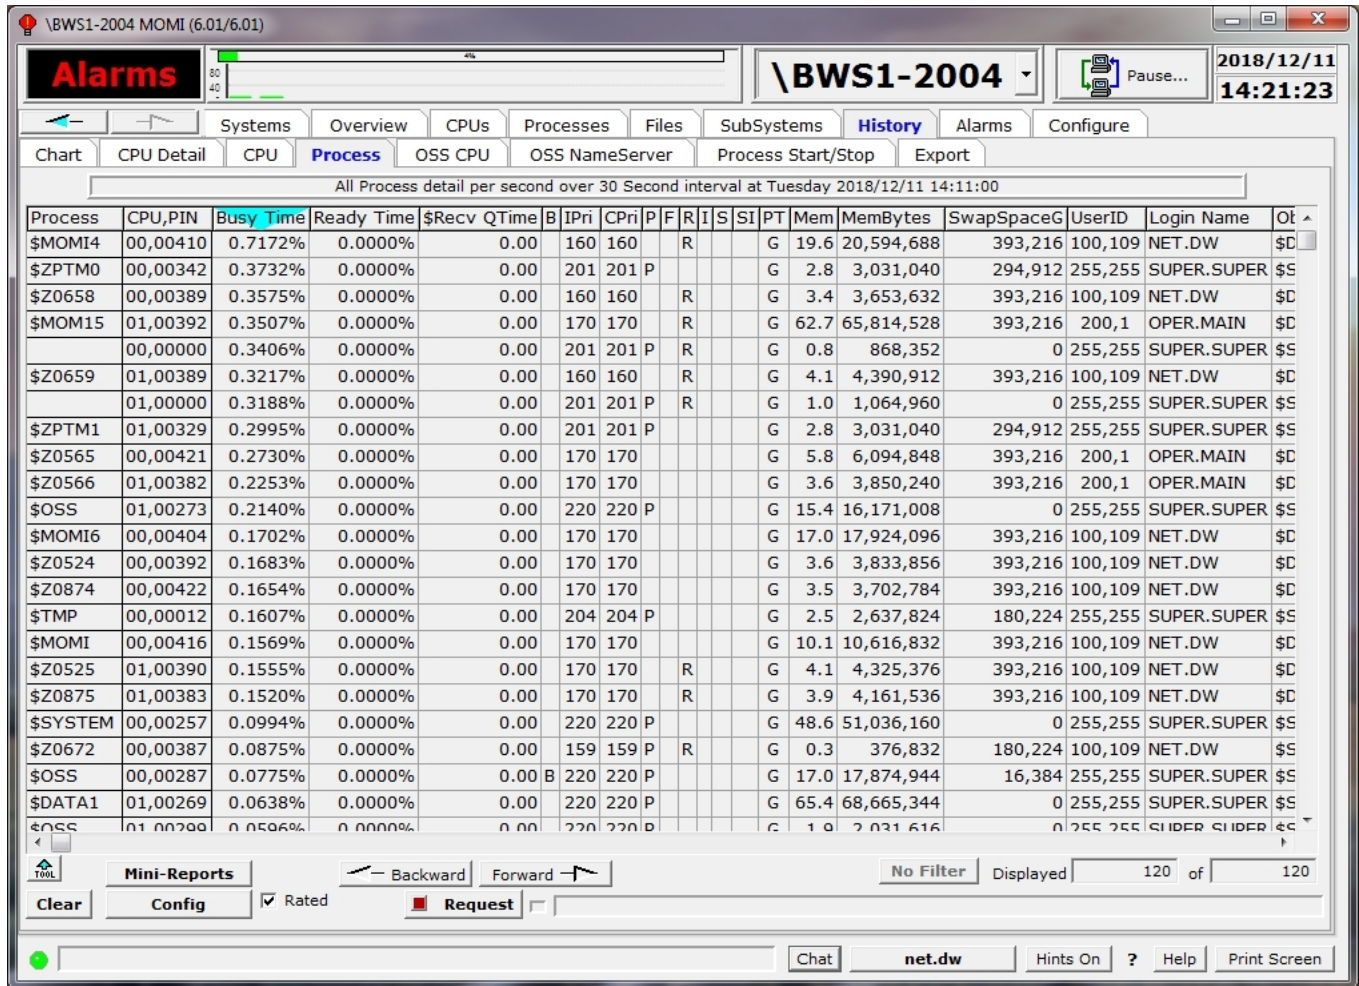 \BWS1-2004 MOMI (6.01/6.01)
Alarms 80 40 4% \BWS1-2004 Pause... 2018/12/11
14:21:23
Systems Overview CPUs Processes Files SubSystems History Alarms Configure
Chart CPU Detail CPU Process OSS CPU OSS NameServer Process Start/Stop Export
All Process detail per second over 30 Second interval at Tuesday 2018/12/11 14:11:00
Process CPU,PIN Busy Time Ready Time $Recv QTime B IPri CPri P F R I S SI PT Mem MemBytes SwapSpaceG UserID Login Name Ob
$MOMI4 00,00410 0.7172% 0.0000% 0.00 160 160 R G 19.6 20,594,688 393,216 100,109 NET.DW $D
$ZPTM0 00,00342 0.3732% 0.0000% 0.00 201 201 P G 2.8 3,031,040 294,912 255,255 SUPER.SUPER $S
$Z0658 00,00389 0.3575% 0.0000% 0.00 160 160 R G 3.4 3,653,632 393,216 100,109 NET.DW $D
$MOM15 01,00392 0.3507% 0.0000% 0.00 170 170 R G 62.7 65,814,528 393,216 200,1 OPER.MAIN $D
00,00000 0.3406% 0.0000% 0.00 201 201 P R G 0.8 868,352 0 255,255 SUPER.SUPER $S
$Z0659 01,00389 0.3217% 0.0000% 0.00 160 160 R G 4.1 4,390,912 393,216 100,109 NET.DW $D
01,00000 0.3188% 0.0000% 0.00 201 201 P R G 1.0 1,064,960 0 255,255 SUPER.SUPER $S
$ZPTM1 01,00329 0.2995% 0.0000% 0.00 201 201 P G 2.8 3,031,040 294,912 255,255 SUPER.SUPER $S
$Z0565 00,00421 0.2730% 0.0000% 0.00 170 170 G 5.8 6,094,848 393,216 200,1 OPER.MAIN $D
$Z0566 01,00382 0.2253% 0.0000% 0.00 170 170 G 3.6 3,850,240 393,216 200,1 OPER.MAIN $D
$OSS 01,00273 0.2140% 0.0000% 0.00 220 220 P G 15.4 16,171,008 0 255,255 SUPER.SUPER $S
$MOMI6 00,00404 0.1702% 0.0000% 0.00 170 170 G 17.0 17,924,096 393,216 100,109 NET.DW $D
$Z0524 00,00392 0.1683% 0.0000% 0.00 170 170 G 3.6 3,833,856 393,216 100,109 NET.DW $D
$Z0874 00,00422 0.1654% 0.0000% 0.00 170 170 G 3.5 3,702,784 393,216 100,109 NET.DW $D
$TMP 00,00012 0.1607% 0.0000% 0.00 204 204 P G 2.5 2,637,824 180,224 255,255 SUPER.SUPER $S
$MOMI 00,00416 0.1569% 0.0000% 0.00 170 170 G 10.1 10,616,832 393,216 100,109 NET.DW $D
$Z0525 01,00390 0.1555% 0.0000% 0.00 170 170 R G 4.1 4,325,376 393,216 100,109 NET.DW $D
$Z0875 01,00383 0.1520% 0.0000% 0.00 170 170 R G 3.9 4,161,536 393,216 100,109 NET.DW $D
$SYSTEM 00,00257 0.0994% 0.0000% 0.00 220 220 P G 48.6 51,036,160 0 255,255 SUPER.SUPER $S
$Z0672 00,00387 0.0875% 0.0000% 0.00 159 159 P R G 0.3 376,832 180,224 100,109 NET.DW $S
$OSS 00,00287 0.0775% 0.0000% 0.00 B 220 220 P G 17.0 17,874,944 16,384 255,255 SUPER.SUPER $S
$DATA1 01,00269 0.0638% 0.0000% 0.00 220 220 P G 65.4 68,665,344 0 255,255 SUPER.SUPER $S
$OSS 01,00299 0.0596% 0.0000% 0.00 220 220 P G 1.9 2,031,616 0 255,255 SUPER.SUPER $S
TOOL Mini-Reports Backward Forward No Filter Displayed 120 of 120
Clear Config Rated Request
Chat net.dw Hints On ? Help Print Screen